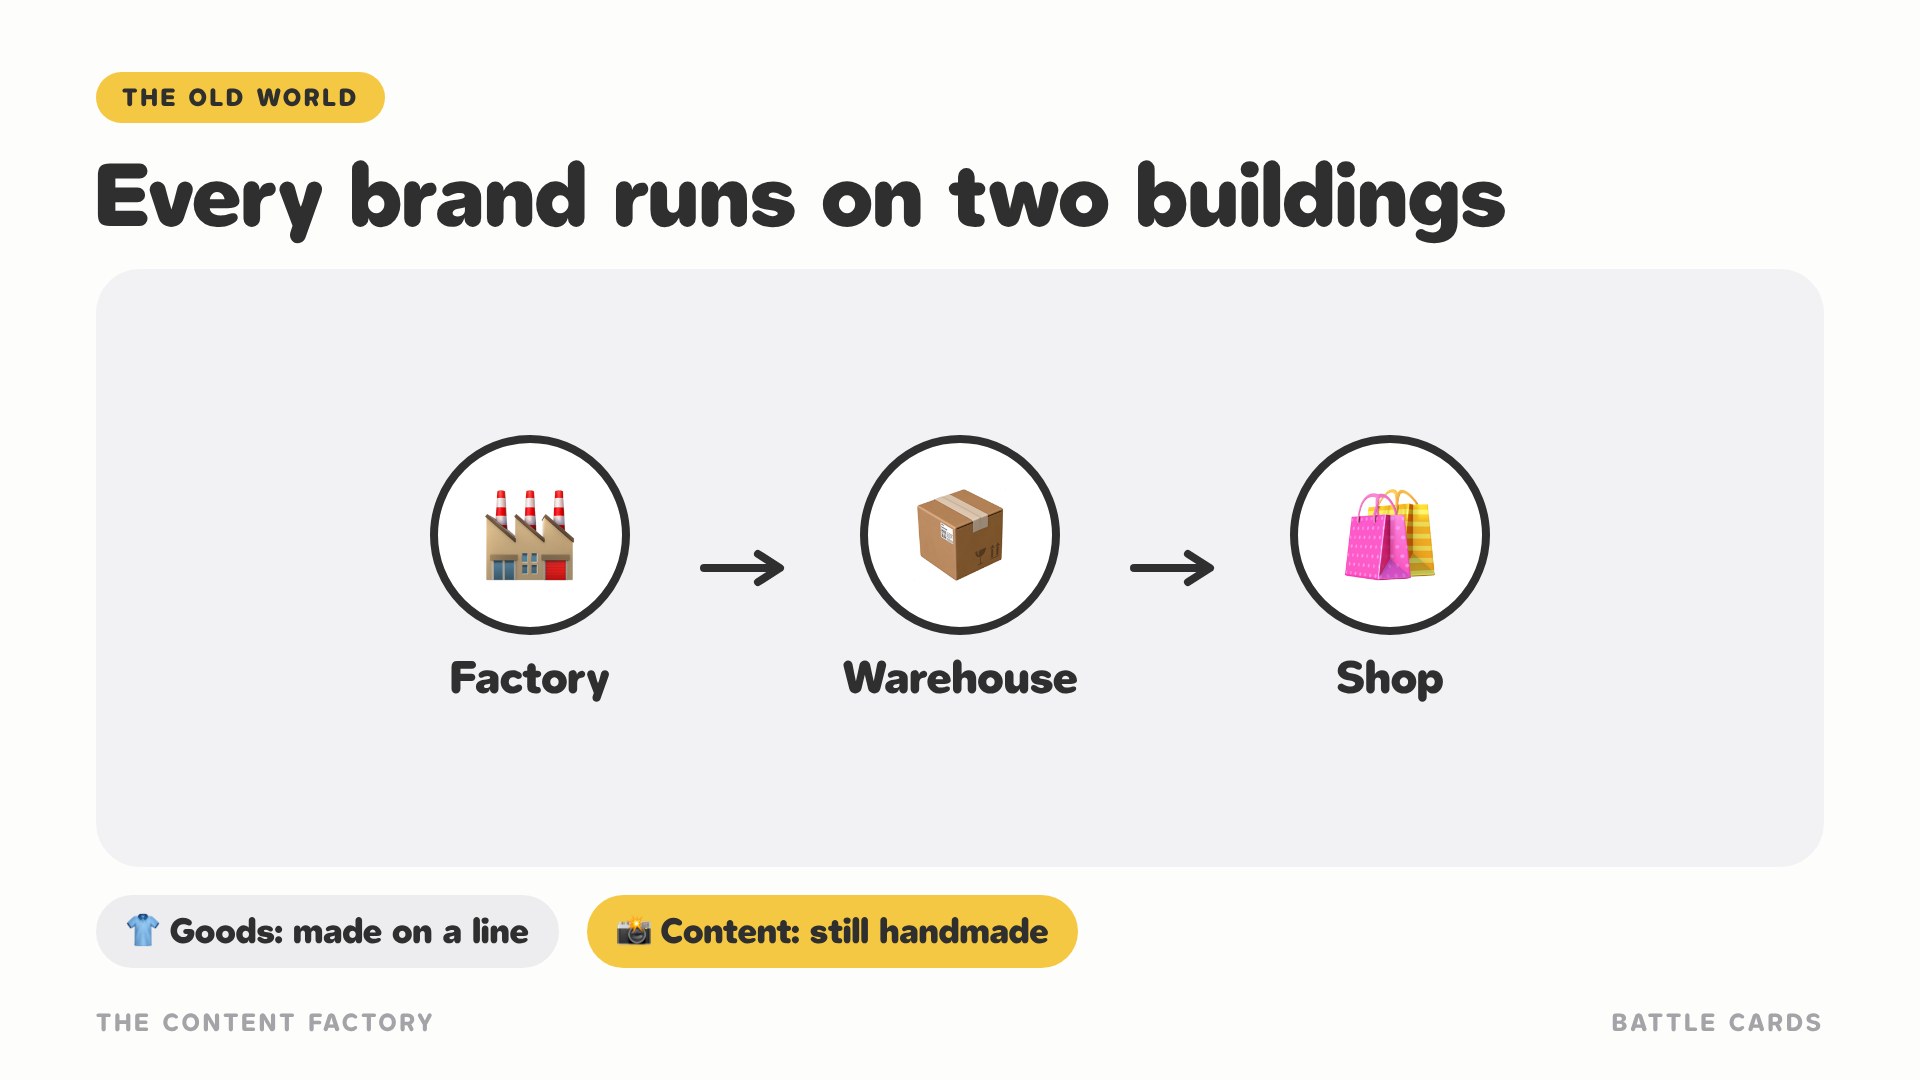 THE OLD WORLD
Every brand runs on two buildings
Factory
Warehouse
Shop
Goods: made on a line
Content: still handmade
THE CONTENT FACTORY
BATTLE CARDS